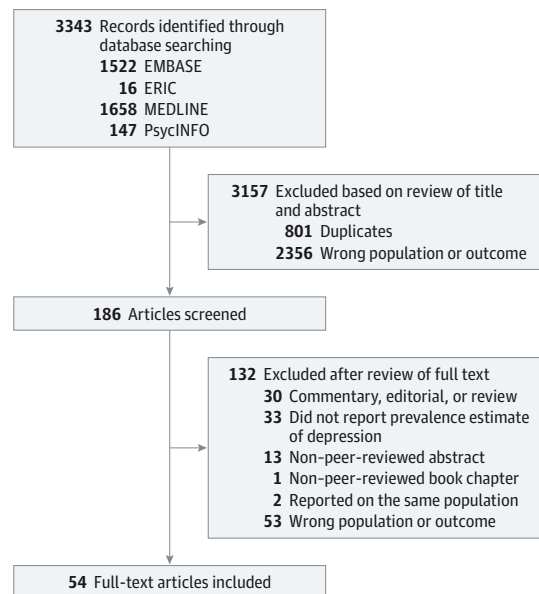 3343 Records identified through
database searching
1522 EMBASE
16 ERIC
1658 MEDLINE
147 PsycINFO
3157 Excluded based on review of title
and abstract
801 Duplicates
2356 Wrong population or outcome
186 Articles screened
132 Excluded after review of full text
30 Commentary, editorial, or review
33 Did not report prevalence estimate
of depression
13 Non-peer-reviewed abstract
1 Non-peer-reviewed book chapter
2 Reported on the same population
53 Wrong population or outcome
54 Full-text articles included